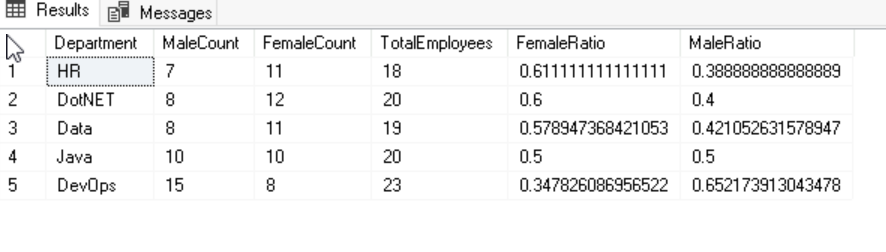 Results Messages
Department MaleCount FemaleCount TotalEmployees FemaleRatio MaleRatio
1 HR 7 11 18 0.611111111111111 0.388888888888889
2 DotNET 8 12 20 0.6 0.4
3 Data 8 11 19 0.578947368421053 0.421052631578947
4 Java 10 10 20 0.5 0.5
5 DevOps 15 8 23 0.347826086956522 0.652173913043478